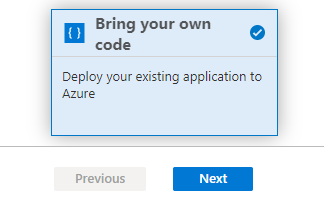 { } Bring your own
code
Deploy your existing application to
Azure
Previous Next